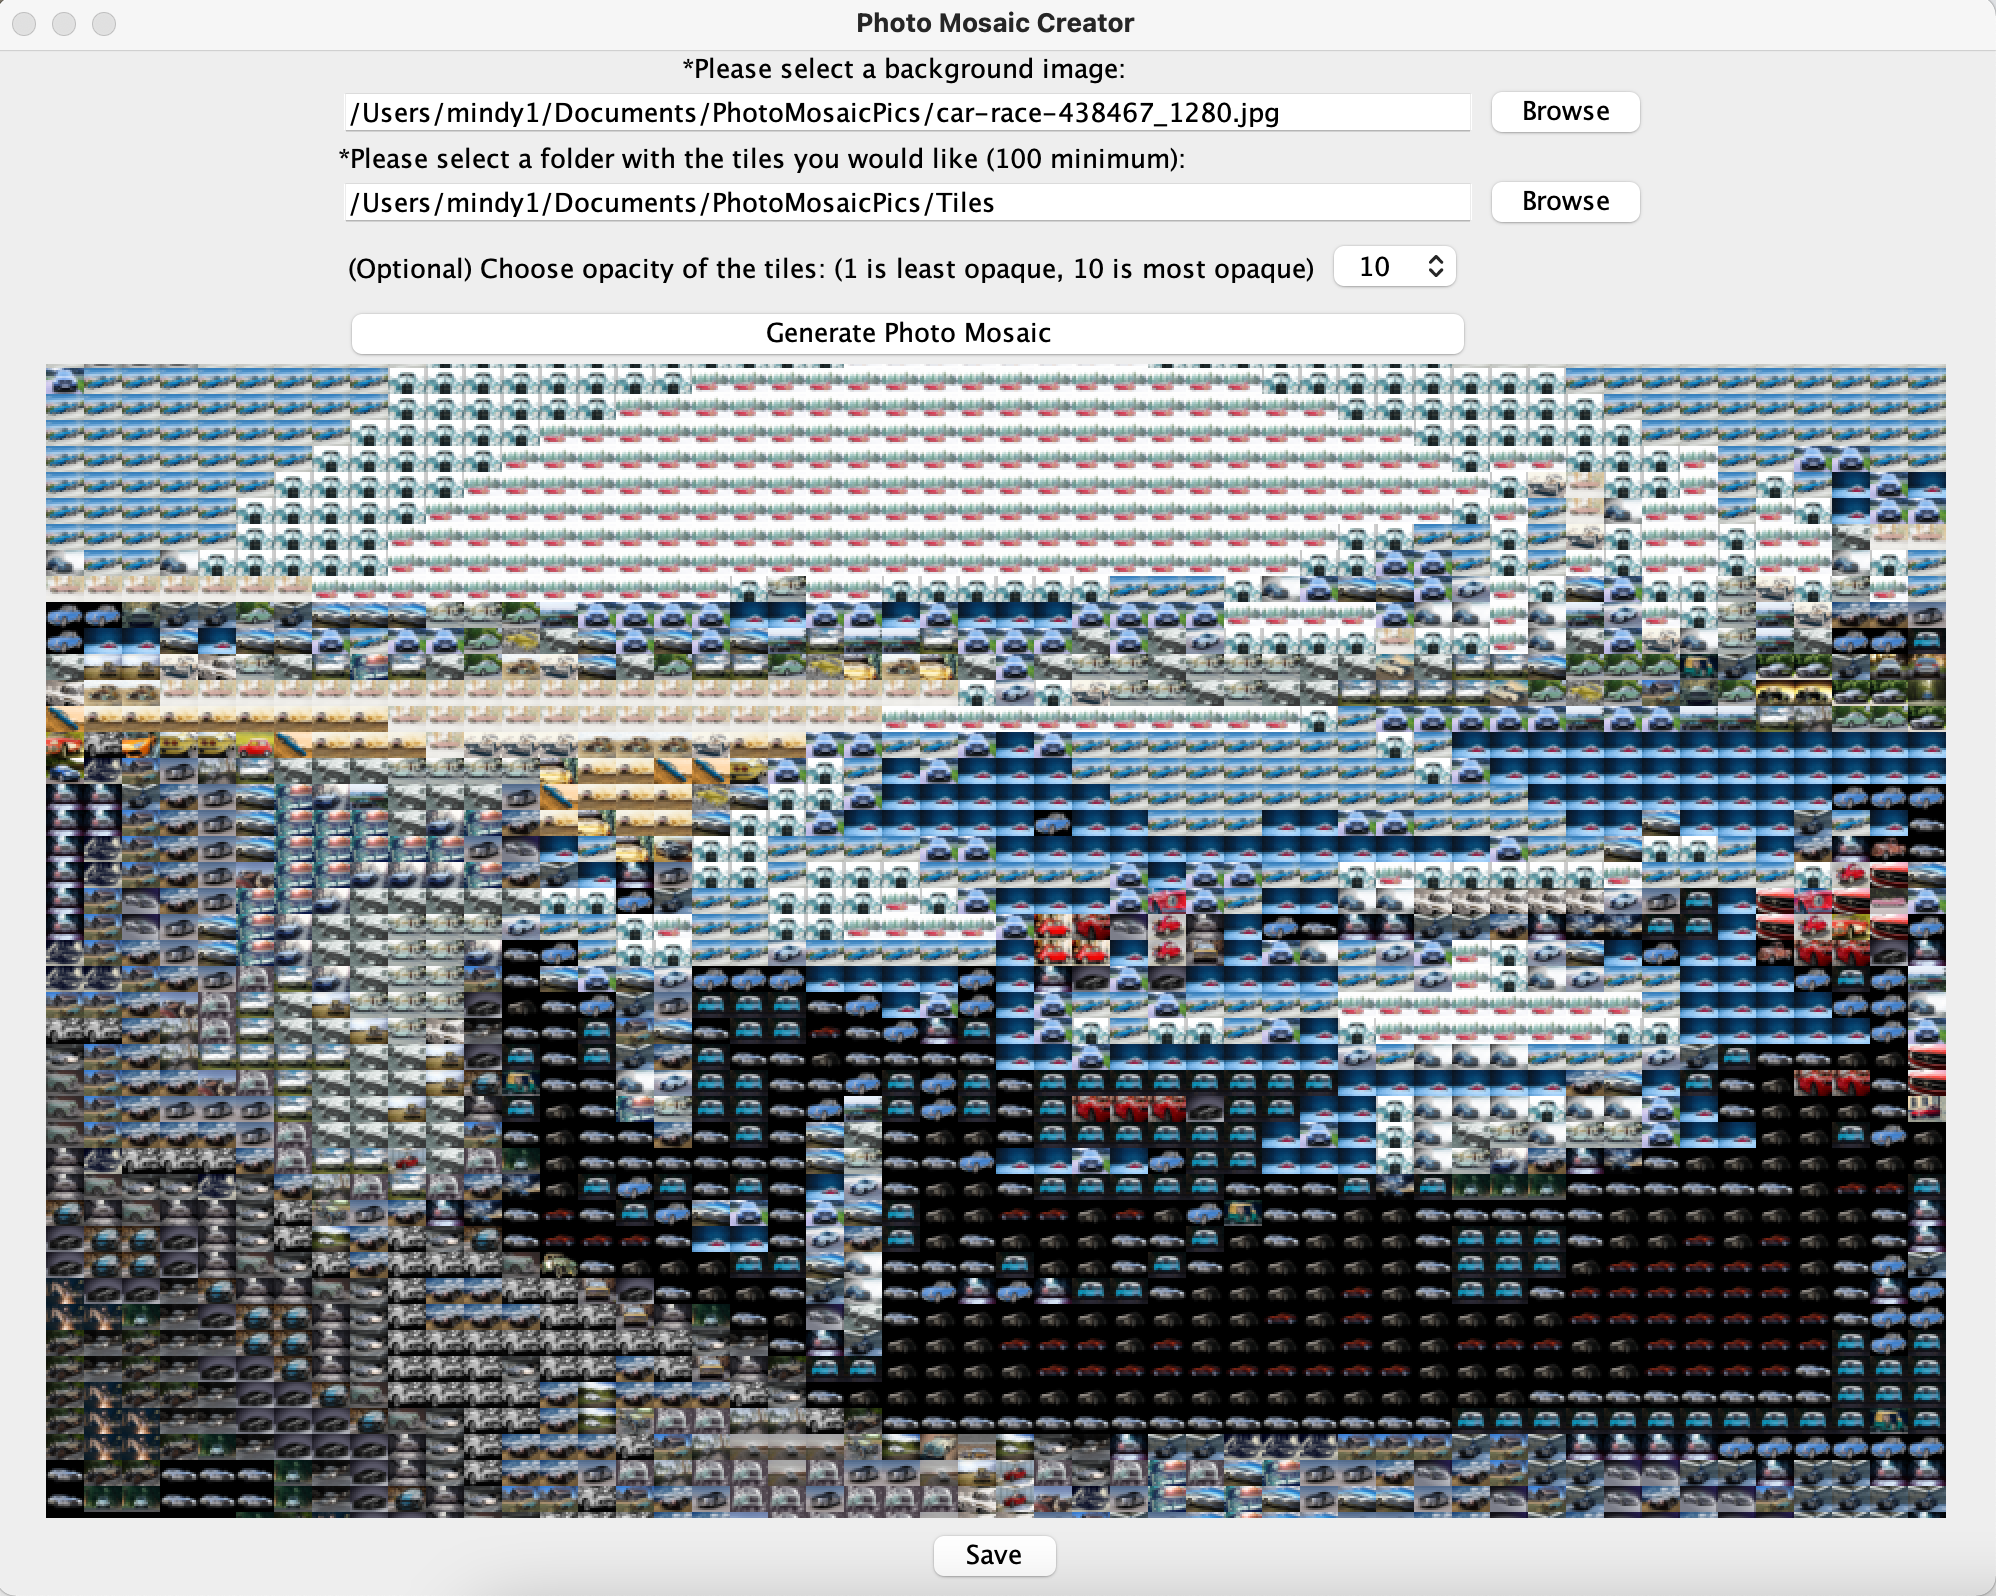 Photo Mosaic Creator
*Please select a background image:
/Users/mindy1/Documents/PhotoMosaicPics/car-race-438467_1280.jpg
Browse
*Please select a folder with the tiles you would like (100 minimum):
/Users/mindy1/Documents/PhotoMosaicPics/Tiles
Browse
(Optional) Choose opacity of the tiles: (1 is least opaque, 10 is most opaque)
10
Generate Photo Mosaic
Save